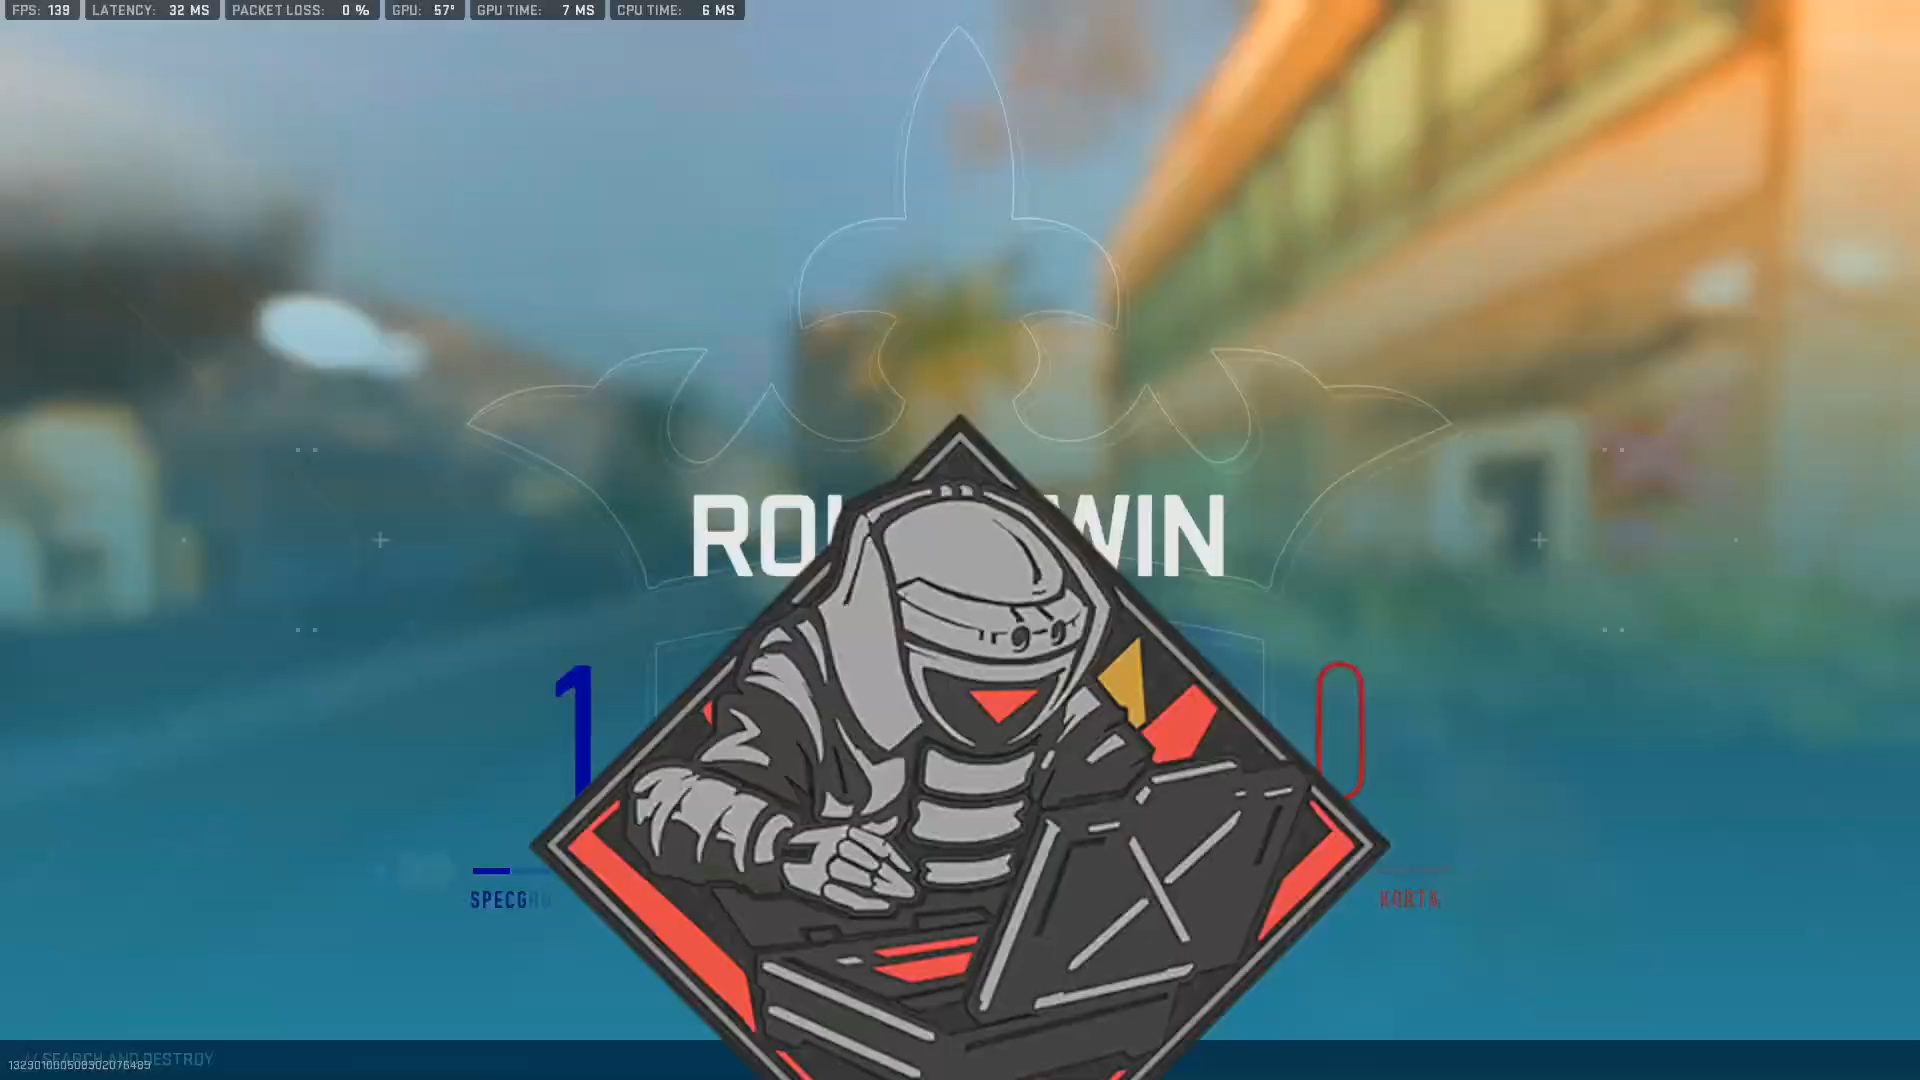 FPS: 139 LATENCY: 32 MS PACKET LOSS: 0 % GPU: 57° GPU TIME: 7 MS CPU TIME: 6 MS
WIN
1 0
KORTA
SEARCH AND DESTROY